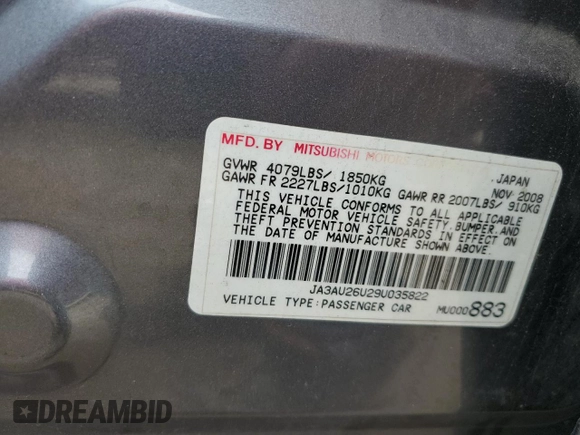 MFD. BY MITSUBISHI MOTORS
JAPAN
GVWR 4079LBS/ 1850KG NOV 2008
GAWR FR 2227LBS/1010KG GAWR RR 2007LBS/ 910KG
THIS VEHICLE CONFORMS TO ALL APPLICABLE
FEDERAL MOTOR VEHICLE SAFETY,BUMPER,AND
THEFT PREVENTION STANDARDS IN EFFECT ON
THE DATE OF MANUFACTURE SHOWN ABOVE.
JA3AU26U29U035822
VEHICLE TYPE:PASSENGER CAR MU000883
DREAMBID